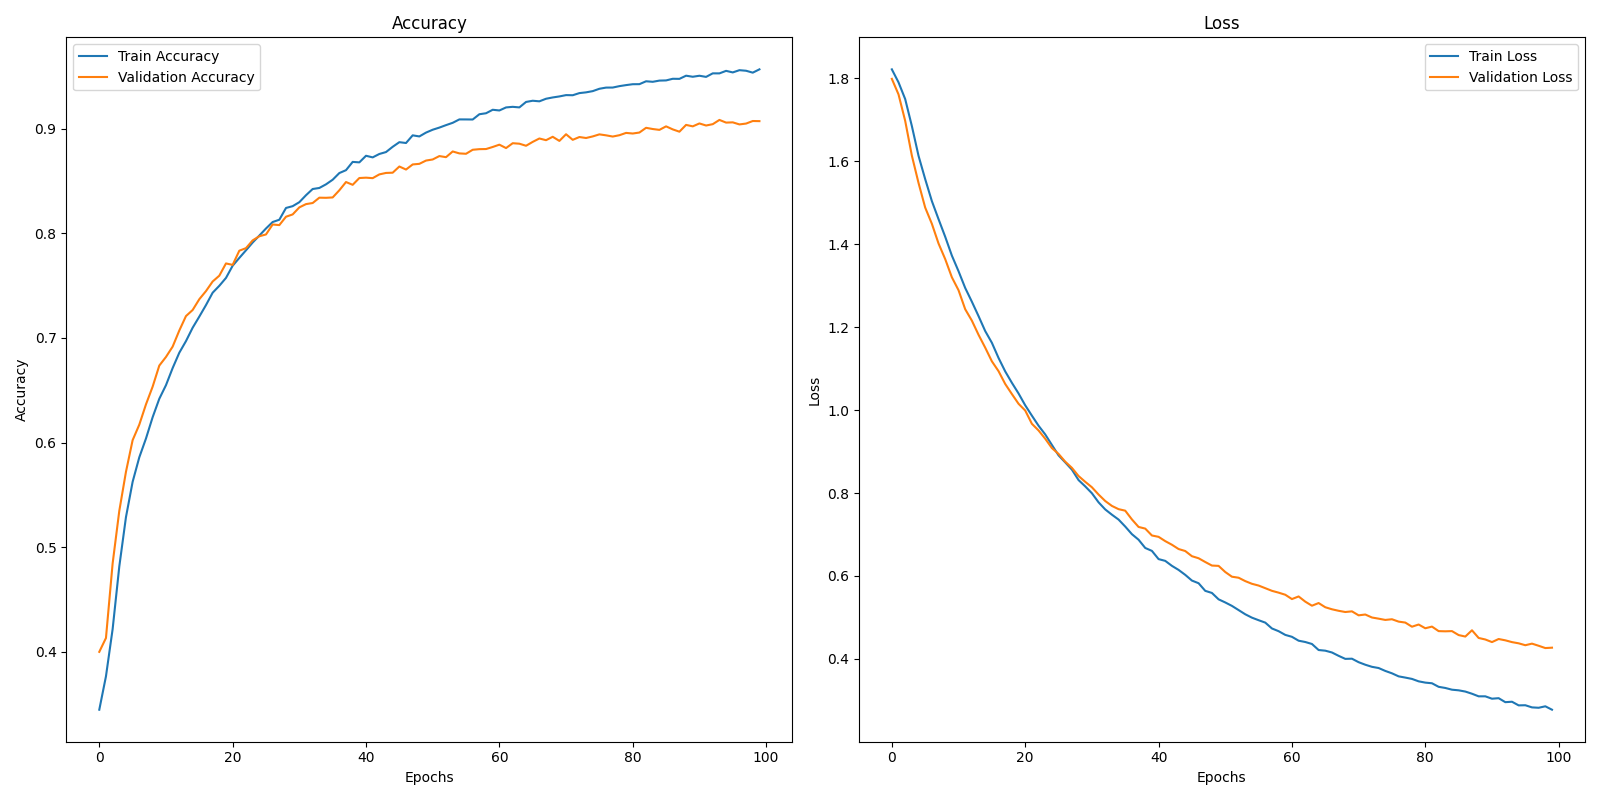 Accuracy
Train Accuracy
Validation Accuracy
0.9
0.8
0.7
0.6
0.5
0.4
Accuracy
0 20 40 60 80 100
Epochs
Loss
Train Loss
Validation Loss
1.8
1.6
1.4
1.2
1.0
0.8
0.6
0.4
Loss
0 20 40 60 80 100
Epochs